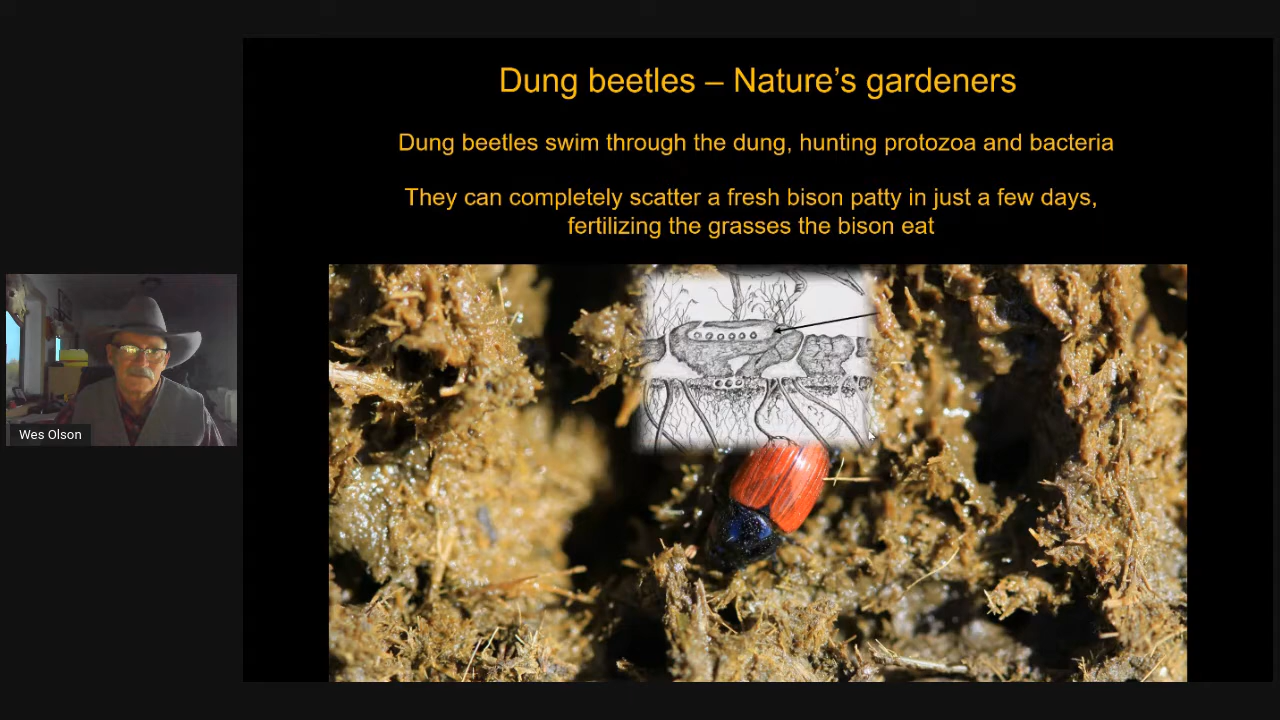 Dung beetles – Nature’s gardeners
Dung beetles swim through the dung, hunting protozoa and bacteria
They can completely scatter a fresh bison patty in just a few days,
fertilizing the grasses the bison eat
Wes Olson